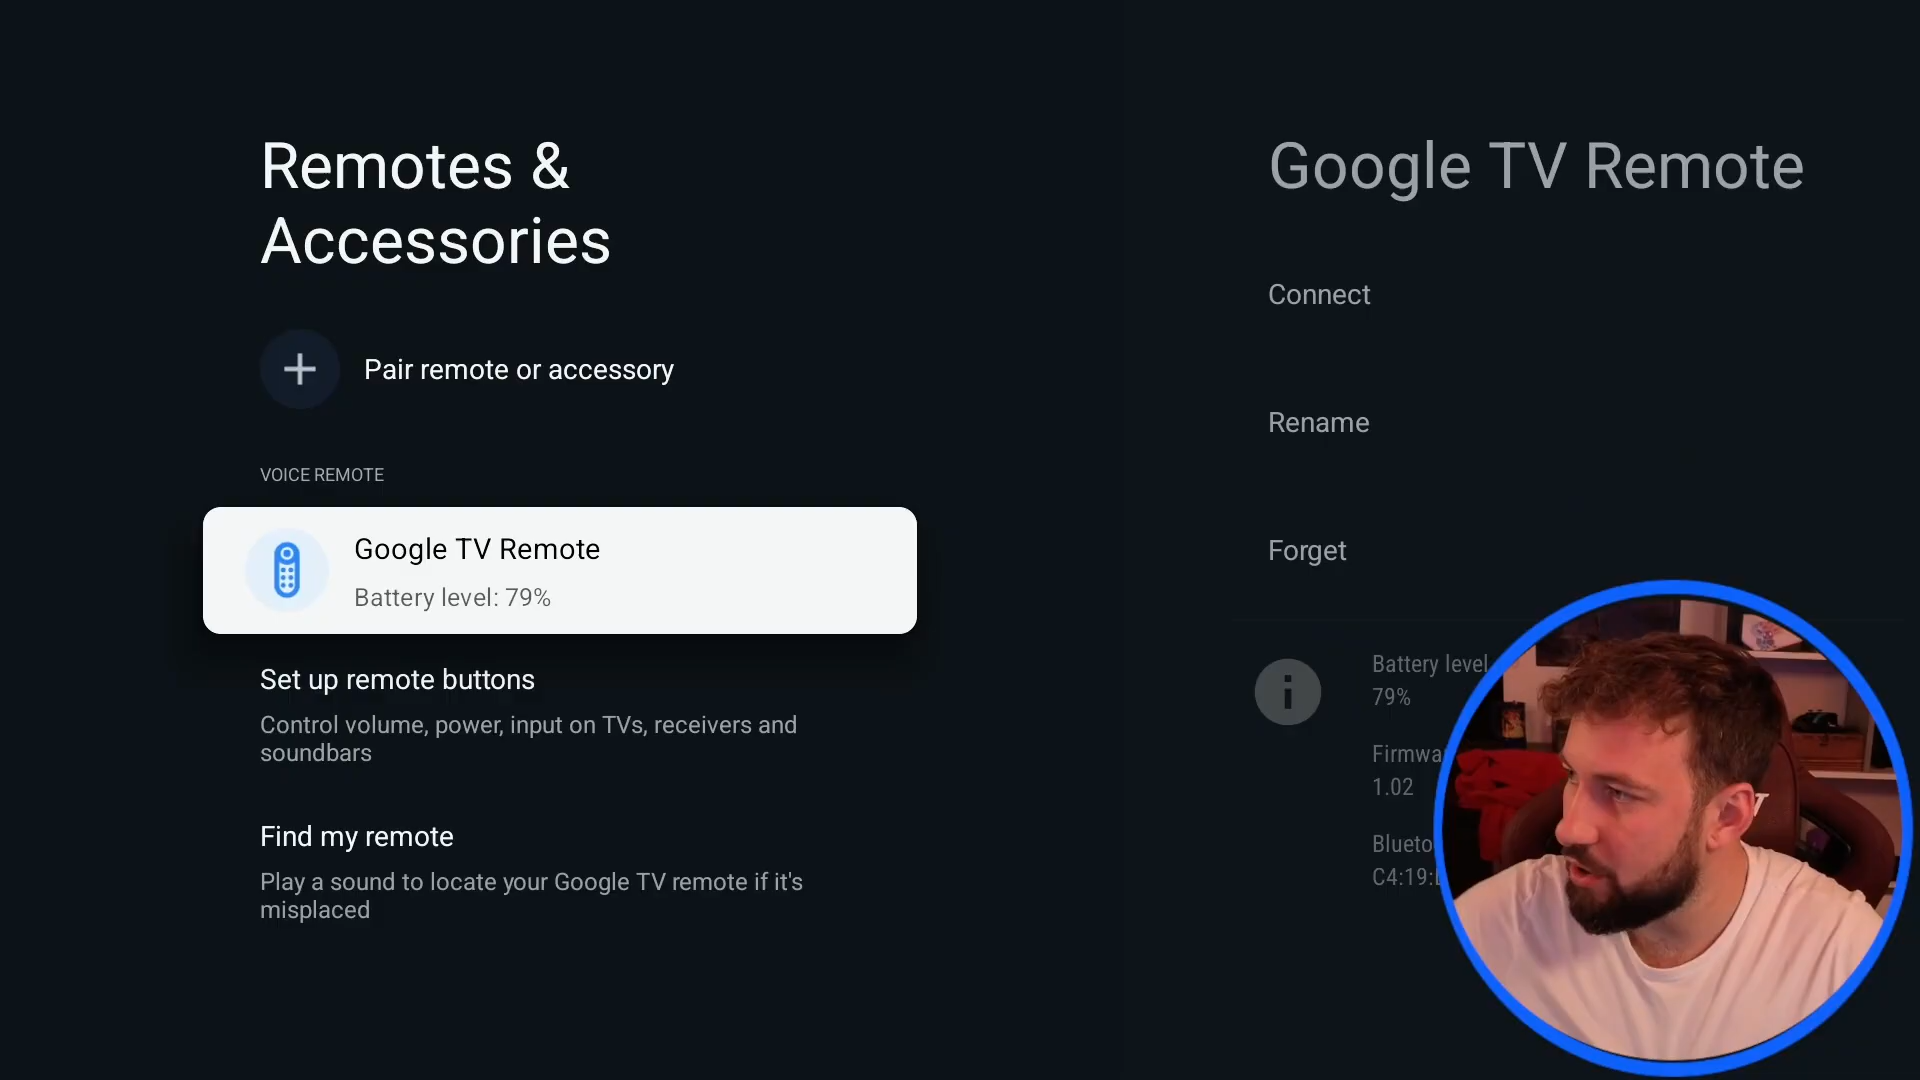 Remotes &
Accessories
Pair remote or accessory
VOICE REMOTE
Google TV Remote
Battery level: 79%
Set up remote buttons
Control volume, power, input on TVs, receivers and
soundbars
Find my remote
Play a sound to locate your Google TV remote if it's
misplaced
Google TV Remote
Connect
Rename
Forget
Battery level
79%
1.02